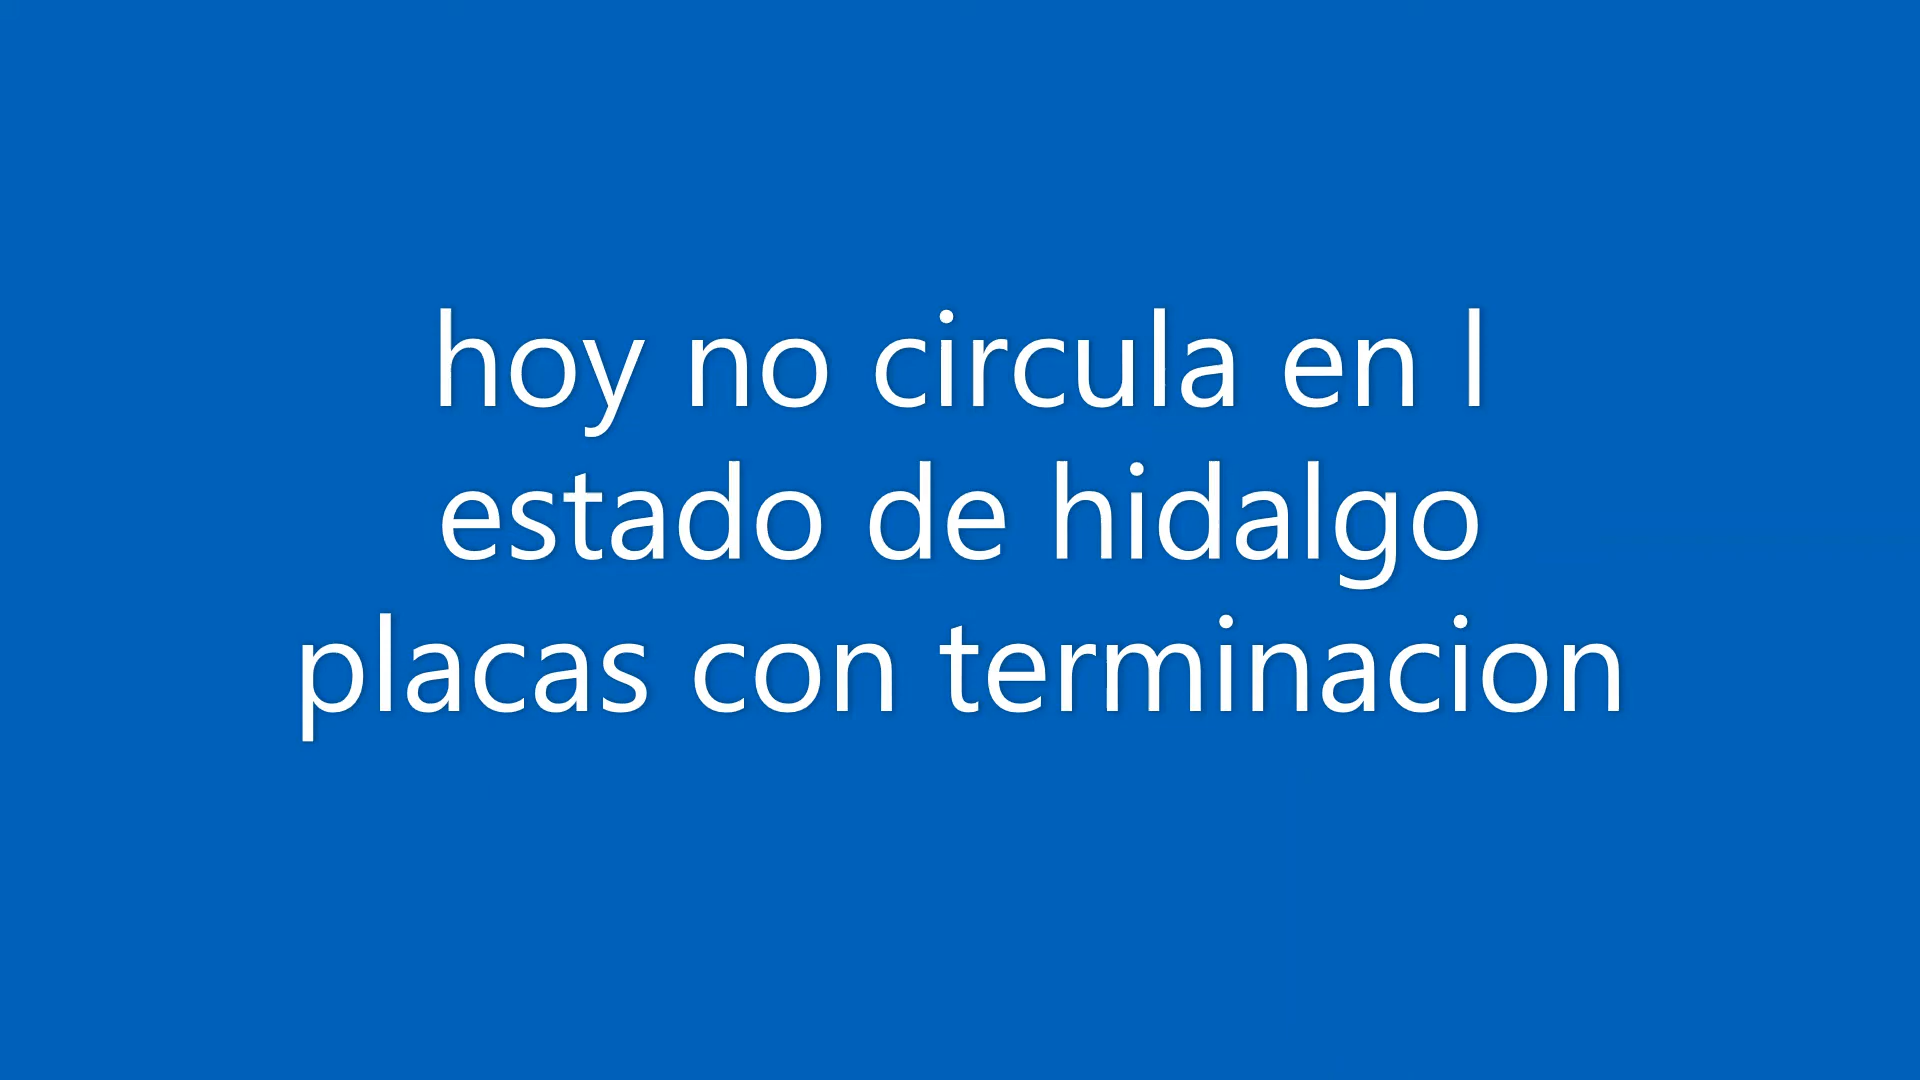 hoy no circula en l
estado de hidalgo
placas con terminacion